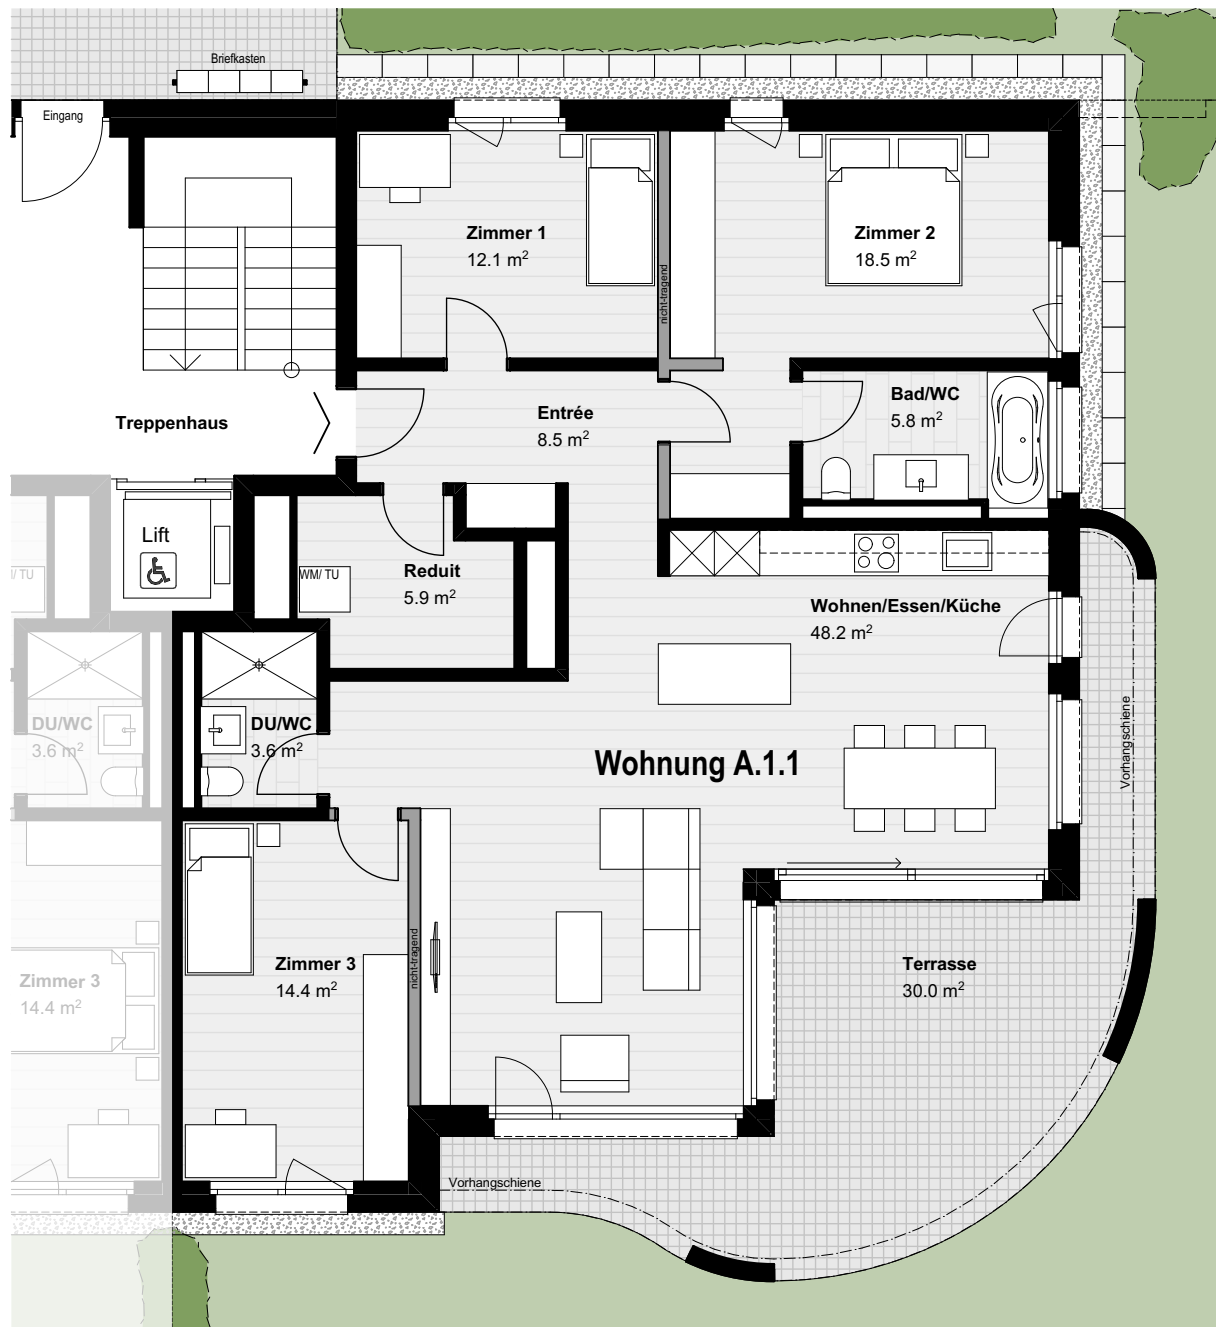 Briefkasten
Eingang
Zimmer 1
12.1 m²
Zimmer 2
18.5 m²
nicht-tragend
Treppenhaus
Entrée
8.5 m²
Bad/WC
5.8 m²
Lift
WM/ TU
WM/ TU
Reduit
5.9 m²
Wohnen/Essen/Küche
48.2 m²
DU/WC
3.6 m²
DU/WC
3.6 m²
Wohnung A.1.1
Vorhangschiene
Zimmer 3
14.4 m²
Zimmer 3
14.4 m²
nicht-tragend
Terrasse
30.0 m²
Vorhangschiene